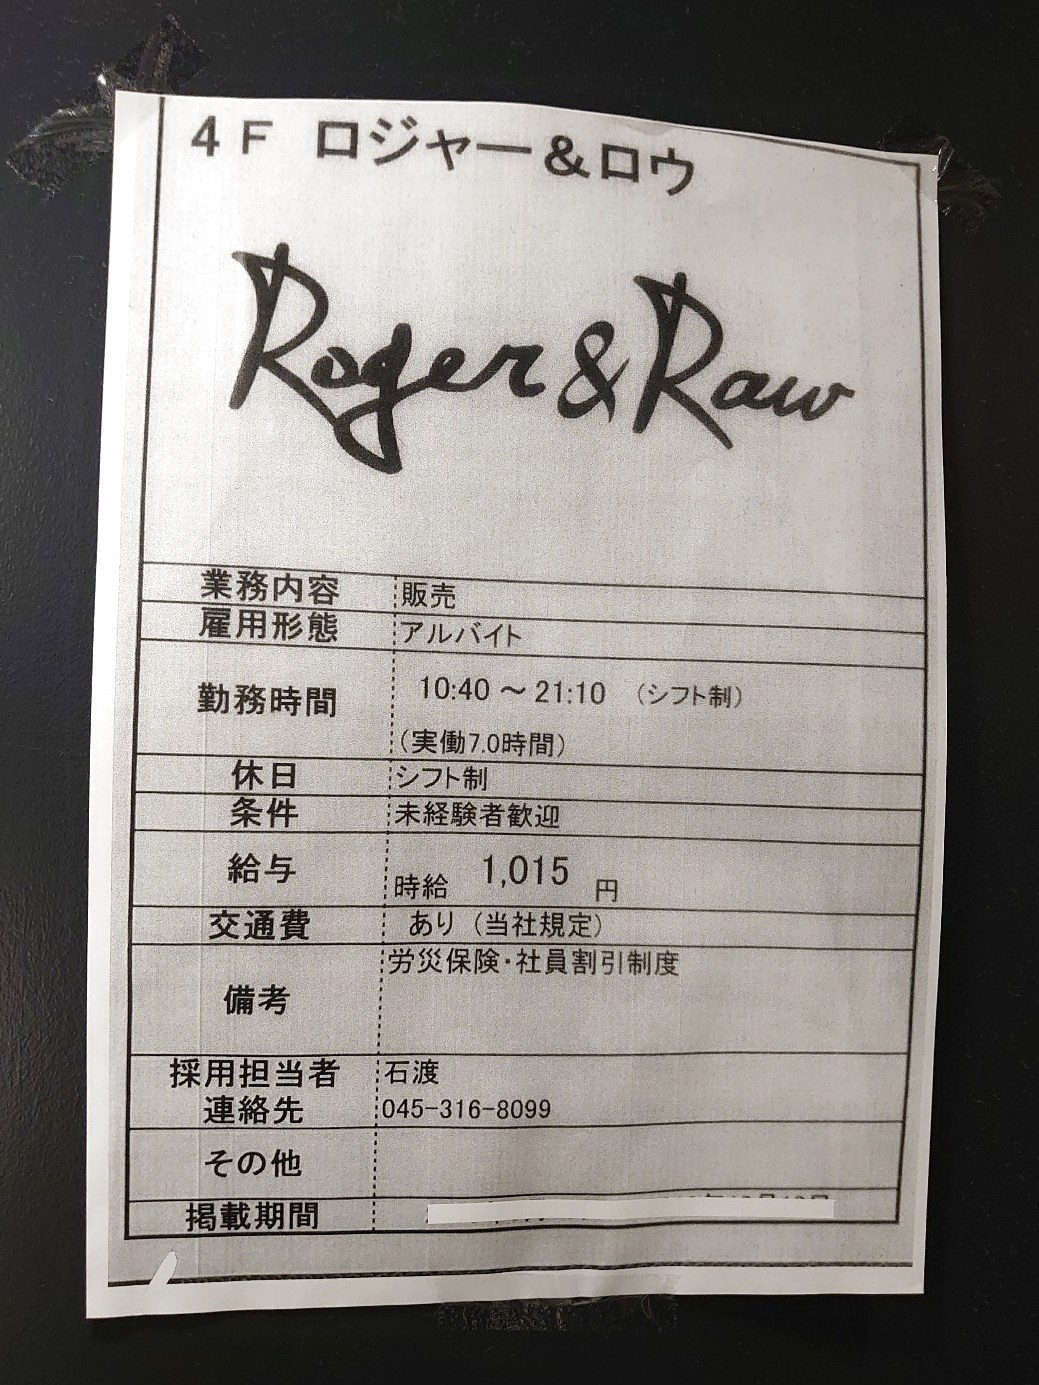 4F ロジャー&ロウ
Roger & Raw
業務内容 販売
雇用形態 アルバイト
勤務時間 10:40 ～ 21:10 （シフト制）
（実働7.0時間）
休日 シフト制
条件 未経験者歓迎
給与 時給 1,015 円
交通費 あり（当社規定）
備考 労災保険・社員割引制度
採用担当者 石渡
連絡先 045-316-8099
その他
掲載期間